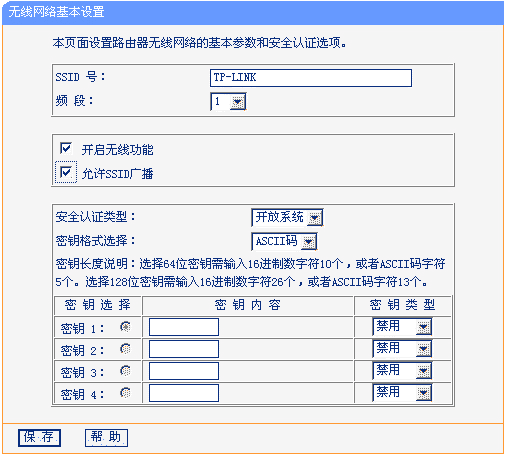 无线网络基本设置
本页面设置路由器无线网络的基本参数和安全认证选项。
SSID 号： TP-LINK
频 段： 1
开启无线功能
允许SSID广播
安全认证类型： 开放系统
密钥格式选择： ASCII码
密钥长度说明：选择64位密钥需输入16进制数字符10个，或者ASCII码字符
5个。选择128位密钥需输入16进制数字符26个，或者ASCII码字符13个。
密 钥 选 择 密 钥 内 容 密 钥 类 型
密钥 1： 禁用
密钥 2： 禁用
密钥 3： 禁用
密钥 4： 禁用
保 存 帮 助